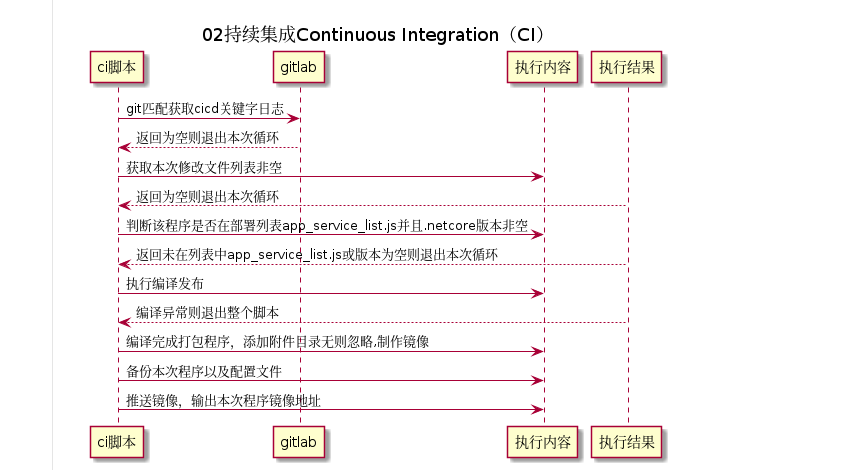 02持续集成Continuous Integration（CI）
ci脚本 gitlab 执行内容 执行结果
git匹配获取cicd关键字日志
返回为空则退出本次循环
获取本次修改文件列表非空
返回为空则退出本次循环
判断该程序是否在部署列表app_service_list.js并且.netcore版本非空
返回未在列表中app_service_list.js或版本为空则退出本次循环
执行编译发布
编译异常则退出整个脚本
编译完成打包程序，添加附件目录无则忽略,制作镜像
备份本次程序以及配置文件
推送镜像，输出本次程序镜像地址
ci脚本 gitlab 执行内容 执行结果